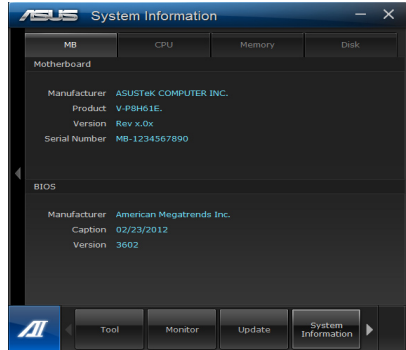 ASUS System Information
MB CPU Memory Disk
Motherboard
Manufacturer ASUSTeK COMPUTER INC.
Product V-P8H61E.
Version Rev x.0x
Serial Number MB-1234567890
BIOS
Manufacturer American Megatrends Inc.
Caption 02/23/2012
Version 3602
AI Tool Monitor Update System
Information